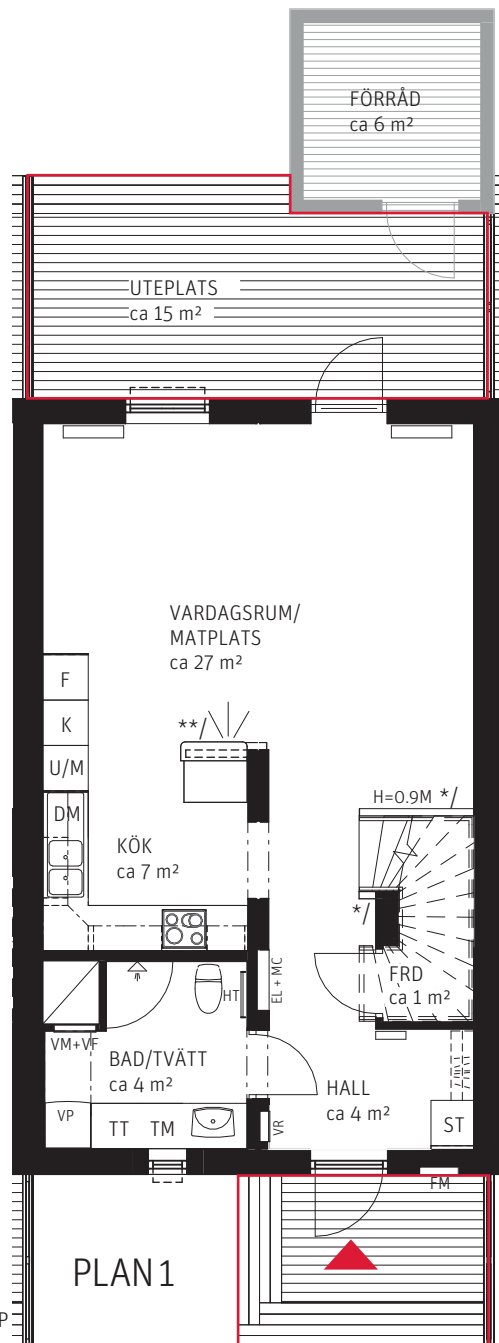 FÖRRÅD
ca 6 m²
UTEPLATS
ca 15 m²
VARDAGSRUM/
MATPLATS
ca 27 m²
F
K
**/
U/M
H=0.9M */
DM
KÖK
ca 7 m²
*/
EL + MC
FRD
ca 1 m²
HT
VM+VF
BAD/TVÄTT
ca 4 m²
HALL
ca 4 m²
VP
TT TM
VR
ST
FM
PLAN 1
P